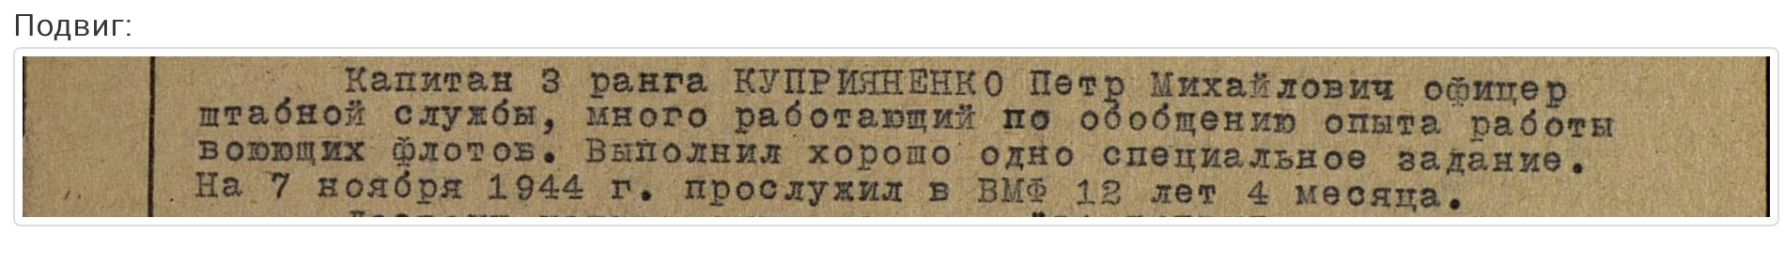 Подвиг:
Капитан 3 ранга КУПРИЯНЕНКО Петр Михайлович офицер
штабной службы, много работающий по обобщению опыта работы
воюющих флотов. Выполнил хорошо одно специальное задание.
На 7 ноября 1944 г. прослужил в ВМФ 12 лет 4 месяца.